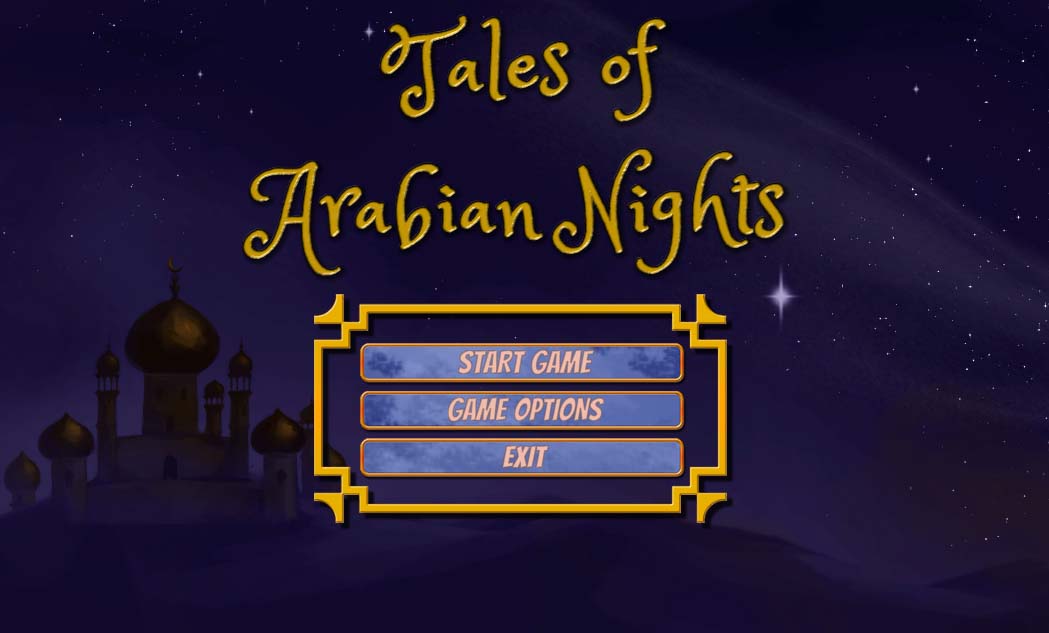 Tales of
Arabian Nights
START GAME
GAME OPTIONS
EXIT